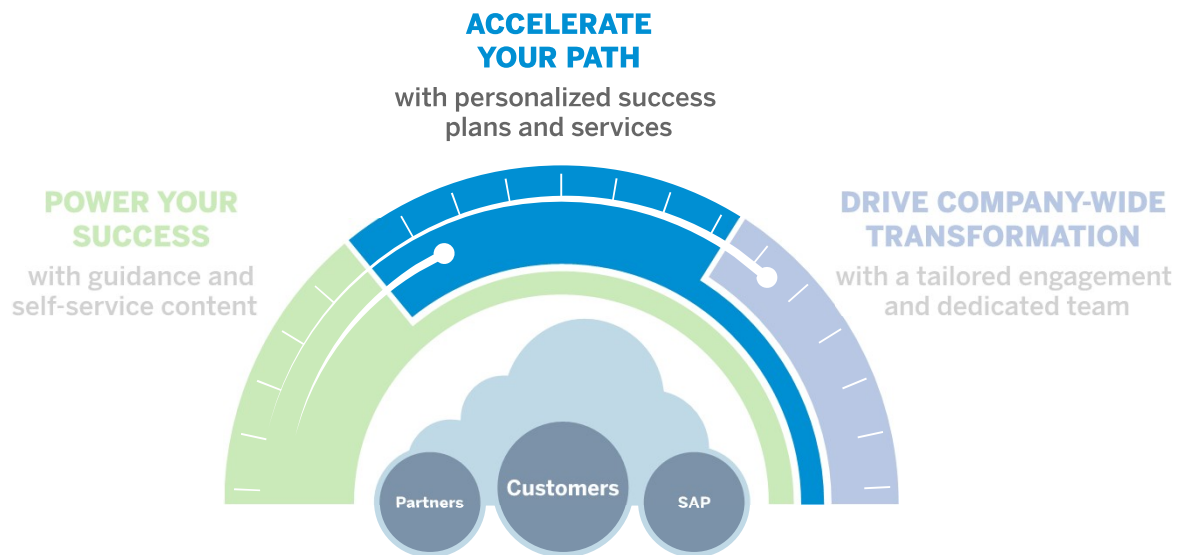 ACCELERATE
YOUR PATH
with personalized success
plans and services
POWER YOUR
SUCCESS
with guidance and
self-service content
DRIVE COMPANY-WIDE
TRANSFORMATION
with a tailored engagement
and dedicated team
Partners
Customers
SAP